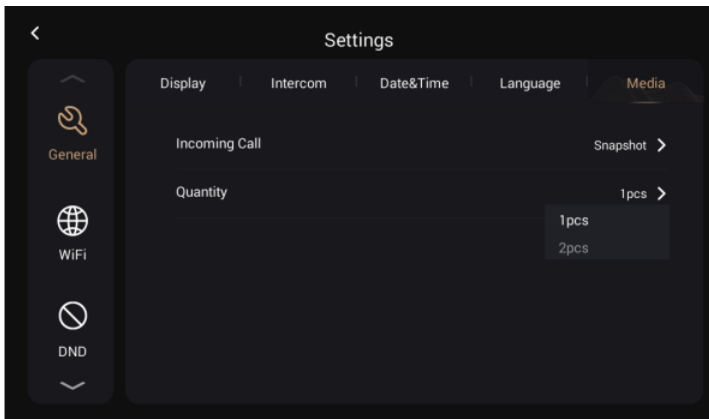 Settings
Display Intercom Date&Time Language Media
General
WiFi
DND
Incoming Call Snapshot
Quantity 1pcs
1pcs
2pcs